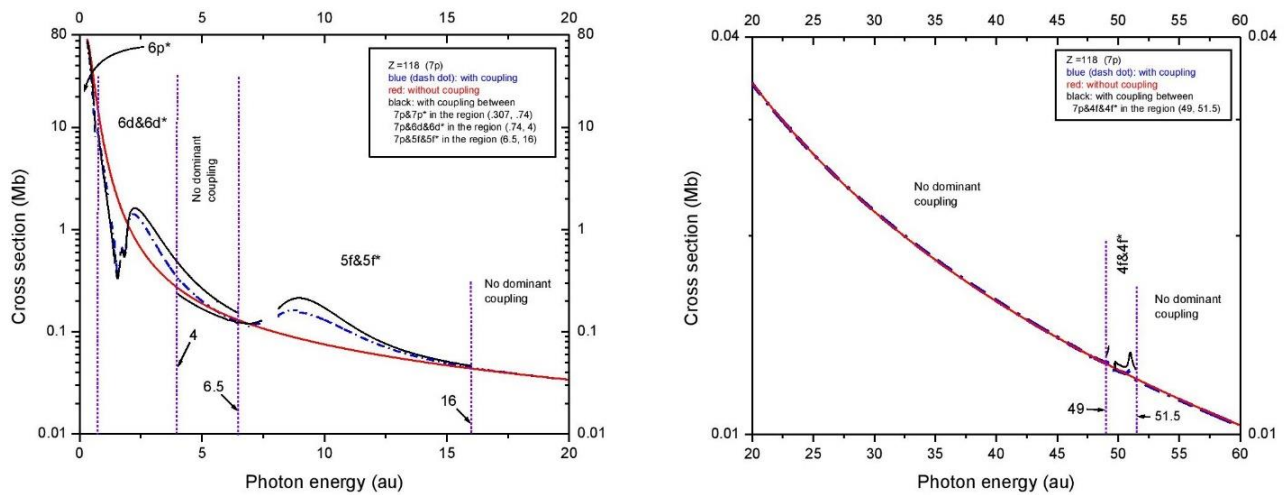 0 5 10 15 20
80
10
1
0.1
0.01
Cross section (Mb)
6p*
6d&6d*
No dominant
coupling
5f&5f*
No dominant
coupling
4
6.5
16
Z =118 (7p)
blue (dash dot): with coupling
red: without coupling
black: with coupling between
7p&7p* in the region (.307, .74)
7p&6d&6d* in the region (.74, 4)
7p&5f&5f* in the region (6.5, 16)
80
10
1
0.1
0.01
0 5 10 15 20
Photon energy (au)
20 25 30 35 40 45 50 55 60
0.04
0.01
Cross section (Mb)
Z =118 (7p)
blue (dash dot): with coupling
red: without coupling
black: with coupling between
7p&4f&4f* in the region (49, 51.5)
No dominant
coupling
4f&4f*
No dominant
coupling
49
51.5
0.04
0.01
20 25 30 35 40 45 50 55 60
Photon energy (au)